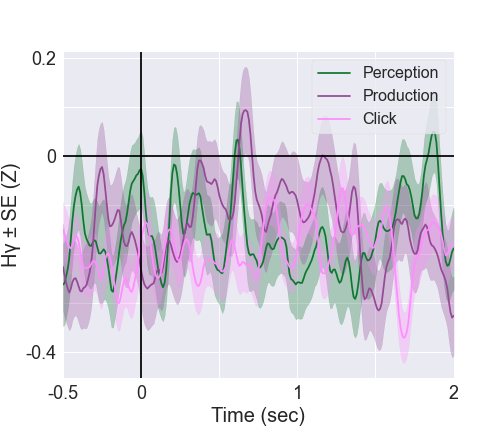 0.2
Perception
Production
Click
0
Hγ ± SE (Z)
-0.4
-0.5
0
1
2
Time (sec)